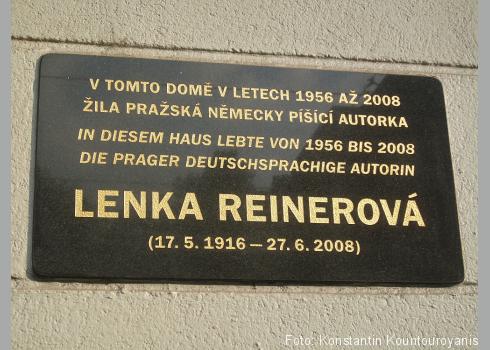 V TOMTO DOMĚ V LETECH 1956 AŽ 2008
ŽILA PRAŽSKÁ NĚMECKY PÍŠÍCÍ AUTORKA
IN DIESEM HAUS LEBTE VON 1956 BIS 2008
DIE PRAGER DEUTSCHSPRACHIGE AUTORIN
LENKA REINEROVÁ
(17. 5. 1916 — 27. 6. 2008)
Foto: Konstantin Kountouroyanis